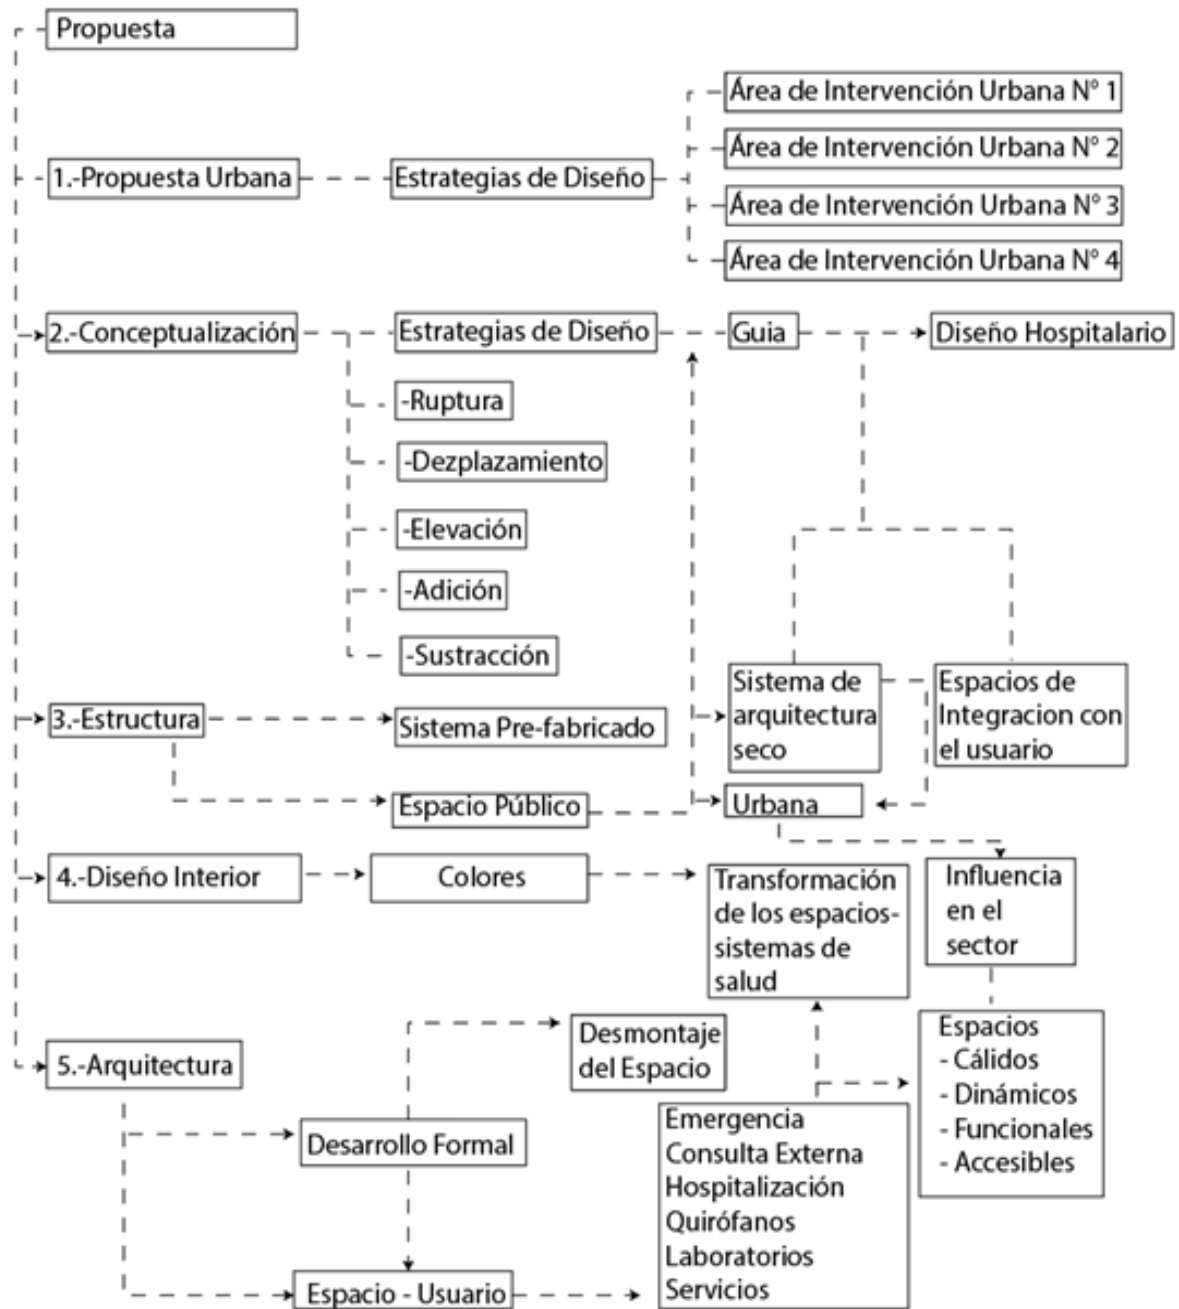 Propuesta
Área de Intervención Urbana N° 1
Área de Intervención Urbana N° 2
1.-Propuesta Urbana
Estrategias de Diseño
Área de Intervención Urbana N° 3
Área de Intervención Urbana N° 4
2.-Conceptualización
Estrategias de Diseño
Guia
Diseño Hospitalario
-Ruptura
-Dezplazamiento
-Elevación
-Adición
-Sustracción
Sistema de
arquitectura
seco
Espacios de
Integracion con
el usuario
3.-Estructura
Sistema Pre-fabricado
Espacio Público
Urbana
4.-Diseño Interior
Colores
Transformación
de los espacios-
sistemas de
salud
Influencia
en el
sector
5.-Arquitectura
Desmontaje
del Espacio
Espacios
- Cálidos
- Dinámicos
- Funcionales
- Accesibles
Desarrollo Formal
Emergencia
Consulta Externa
Hospitalización
Quirófanos
Laboratorios
Servicios
Espacio - Usuario